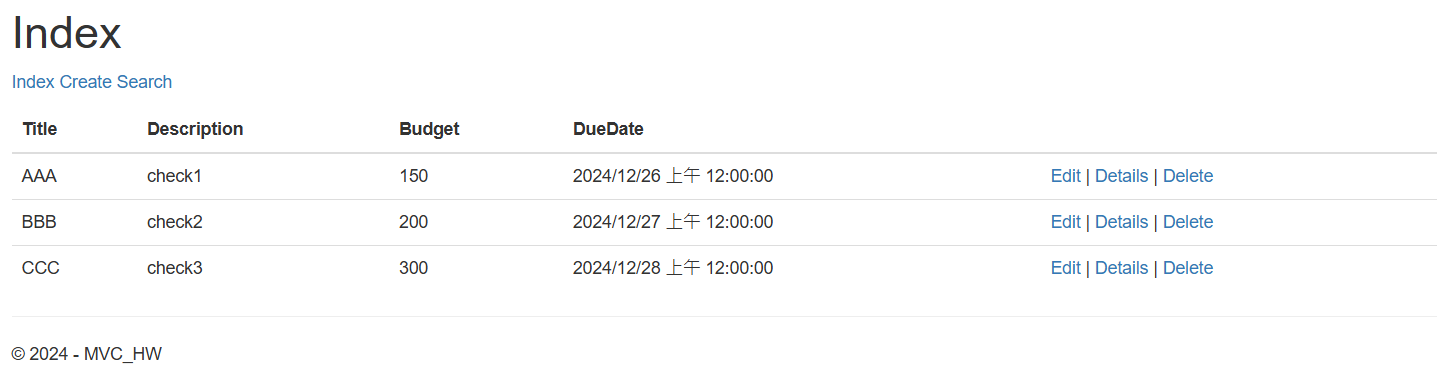 Index
Index Create Search
Title Description Budget DueDate
AAA check1 150 2024/12/26 上午 12:00:00 Edit | Details | Delete
BBB check2 200 2024/12/27 上午 12:00:00 Edit | Details | Delete
CCC check3 300 2024/12/28 上午 12:00:00 Edit | Details | Delete
© 2024 - MVC_HW